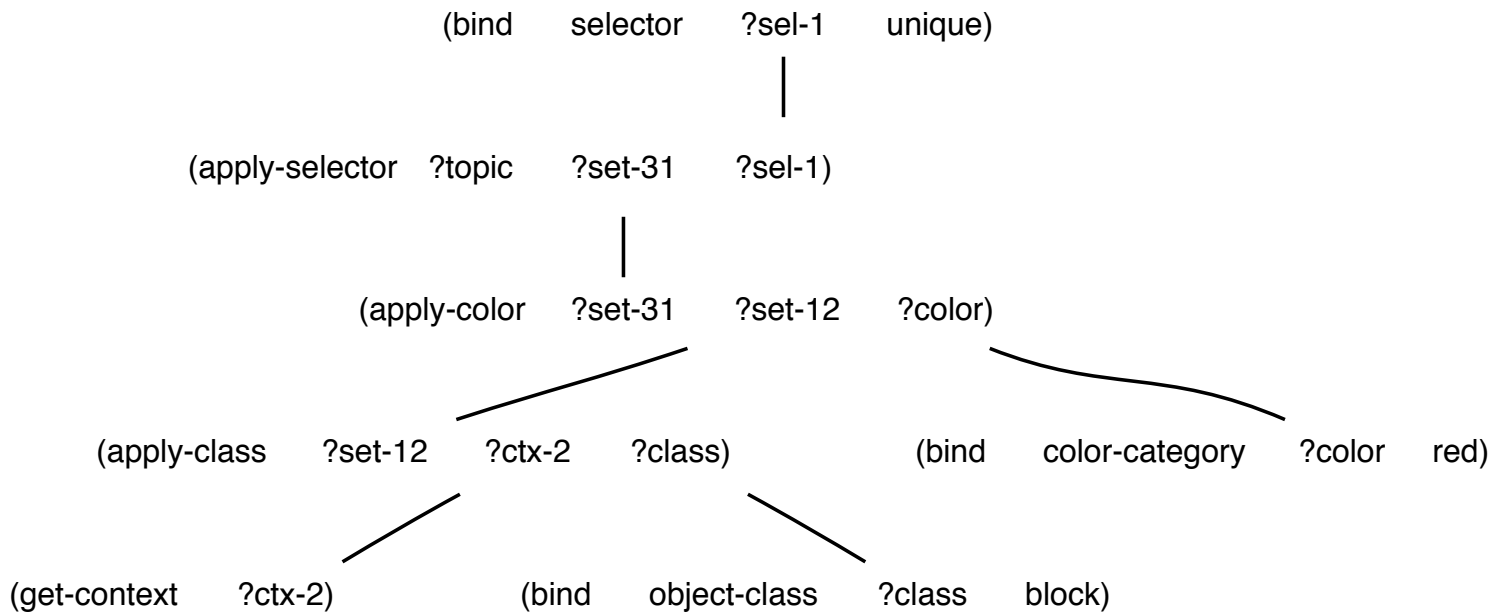 (bind selector ?sel-1 unique)
(apply-selector ?topic ?set-31 ?sel-1)
(apply-color ?set-31 ?set-12 ?color)
(apply-class ?set-12 ?ctx-2 ?class) (bind color-category ?color red)
(get-context ?ctx-2) (bind object-class ?class block)